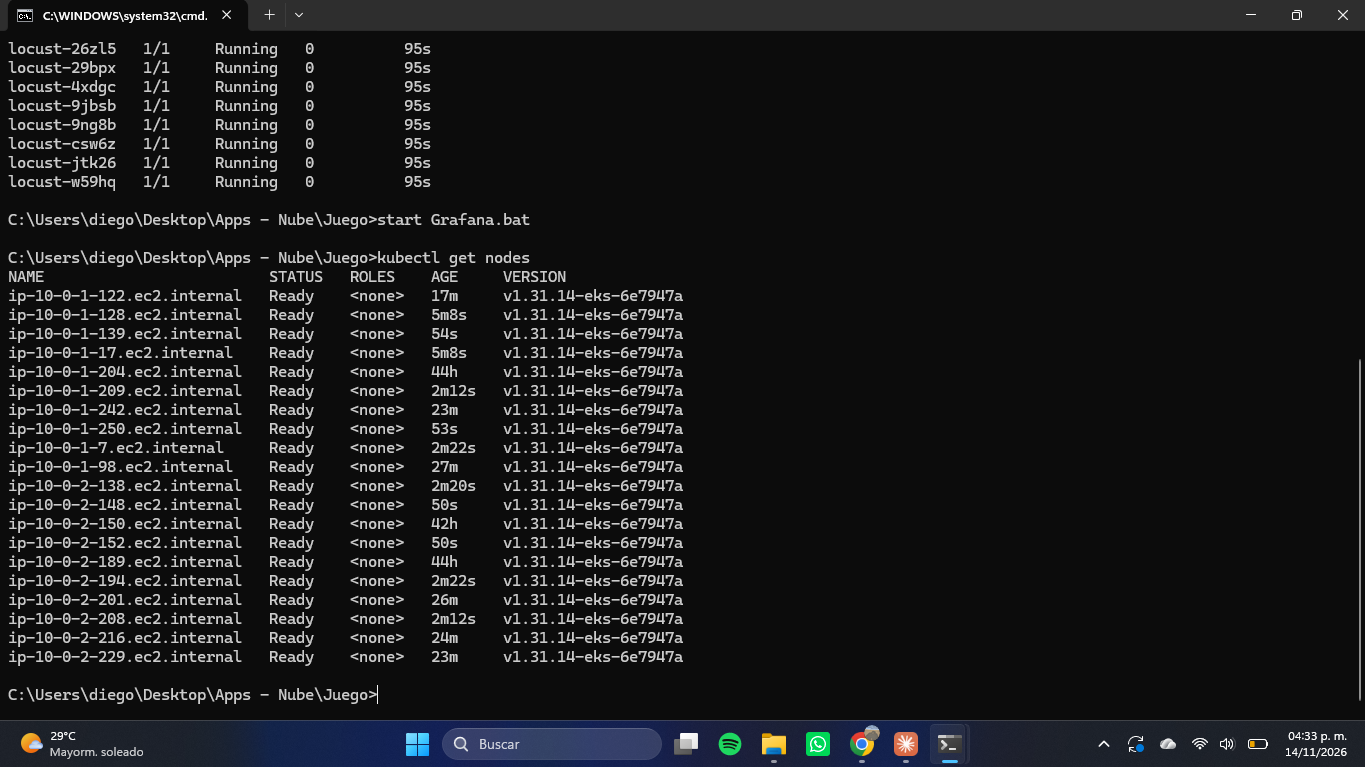 C:\WINDOWS\system32\cmd.
locust-26zl5   1/1     Running   0          95s
locust-29bpx   1/1     Running   0          95s
locust-4xdgc   1/1     Running   0          95s
locust-9jbsb   1/1     Running   0          95s
locust-9ng8b   1/1     Running   0          95s
locust-csw6z   1/1     Running   0          95s
locust-jtk26   1/1     Running   0          95s
locust-w59hq   1/1     Running   0          95s
C:\Users\diego\Desktop\Apps - Nube\Juego>start Grafana.bat
C:\Users\diego\Desktop\Apps - Nube\Juego>kubectl get nodes
NAME                         STATUS   ROLES    AGE     VERSION
ip-10-0-1-122.ec2.internal   Ready    <none>   17m     v1.31.14-eks-6e7947a
ip-10-0-1-128.ec2.internal   Ready    <none>   5m8s    v1.31.14-eks-6e7947a
ip-10-0-1-139.ec2.internal   Ready    <none>   54s     v1.31.14-eks-6e7947a
ip-10-0-1-17.ec2.internal    Ready    <none>   5m8s    v1.31.14-eks-6e7947a
ip-10-0-1-204.ec2.internal   Ready    <none>   44h     v1.31.14-eks-6e7947a
ip-10-0-1-209.ec2.internal   Ready    <none>   2m12s   v1.31.14-eks-6e7947a
ip-10-0-1-242.ec2.internal   Ready    <none>   23m     v1.31.14-eks-6e7947a
ip-10-0-1-250.ec2.internal   Ready    <none>   53s     v1.31.14-eks-6e7947a
ip-10-0-1-7.ec2.internal     Ready    <none>   2m22s   v1.31.14-eks-6e7947a
ip-10-0-1-98.ec2.internal    Ready    <none>   27m     v1.31.14-eks-6e7947a
ip-10-0-2-138.ec2.internal   Ready    <none>   2m20s   v1.31.14-eks-6e7947a
ip-10-0-2-148.ec2.internal   Ready    <none>   50s     v1.31.14-eks-6e7947a
ip-10-0-2-150.ec2.internal   Ready    <none>   42h     v1.31.14-eks-6e7947a
ip-10-0-2-152.ec2.internal   Ready    <none>   50s     v1.31.14-eks-6e7947a
ip-10-0-2-189.ec2.internal   Ready    <none>   44h     v1.31.14-eks-6e7947a
ip-10-0-2-194.ec2.internal   Ready    <none>   2m22s   v1.31.14-eks-6e7947a
ip-10-0-2-201.ec2.internal   Ready    <none>   26m     v1.31.14-eks-6e7947a
ip-10-0-2-208.ec2.internal   Ready    <none>   2m12s   v1.31.14-eks-6e7947a
ip-10-0-2-216.ec2.internal   Ready    <none>   24m     v1.31.14-eks-6e7947a
ip-10-0-2-229.ec2.internal   Ready    <none>   23m     v1.31.14-eks-6e7947a
C:\Users\diego\Desktop\Apps - Nube\Juego>
29°C
Mayorm. soleado
Buscar
04:33 p. m.
14/11/2026